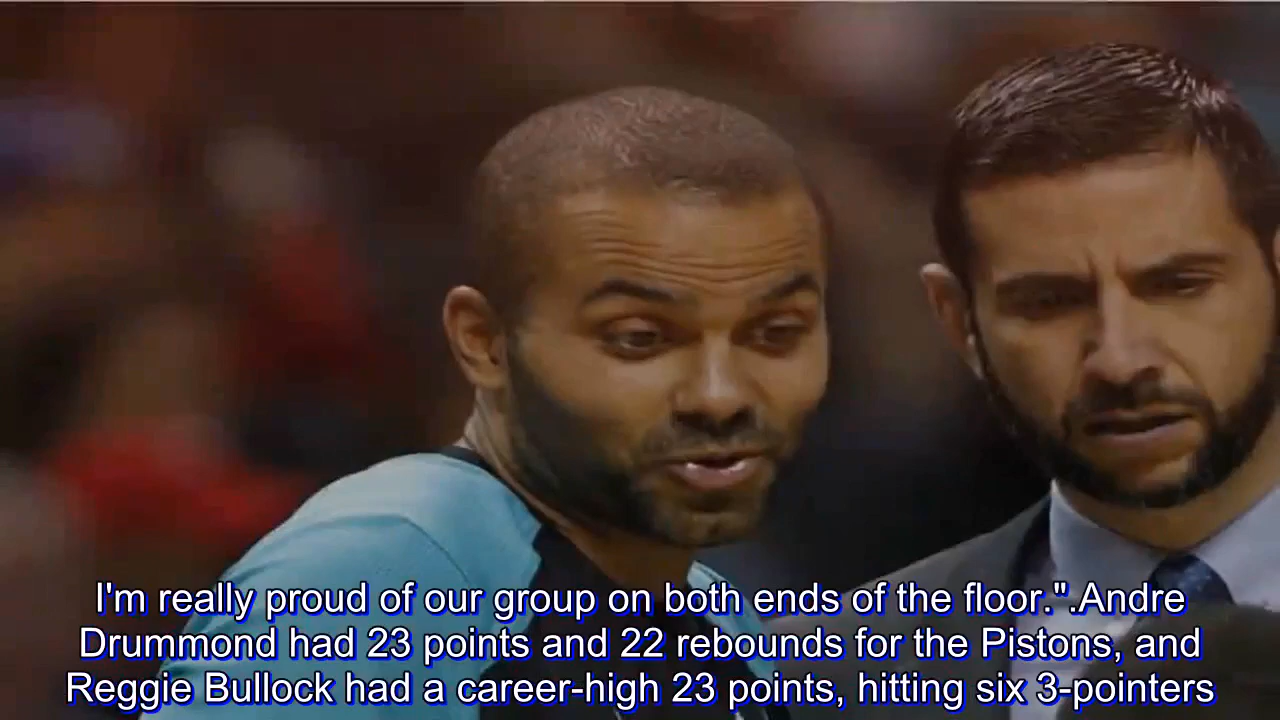 I'm really proud of our group on both ends of the floor.".Andre
Drummond had 23 points and 22 rebounds for the Pistons, and
Reggie Bullock had a career-high 23 points, hitting six 3-pointers